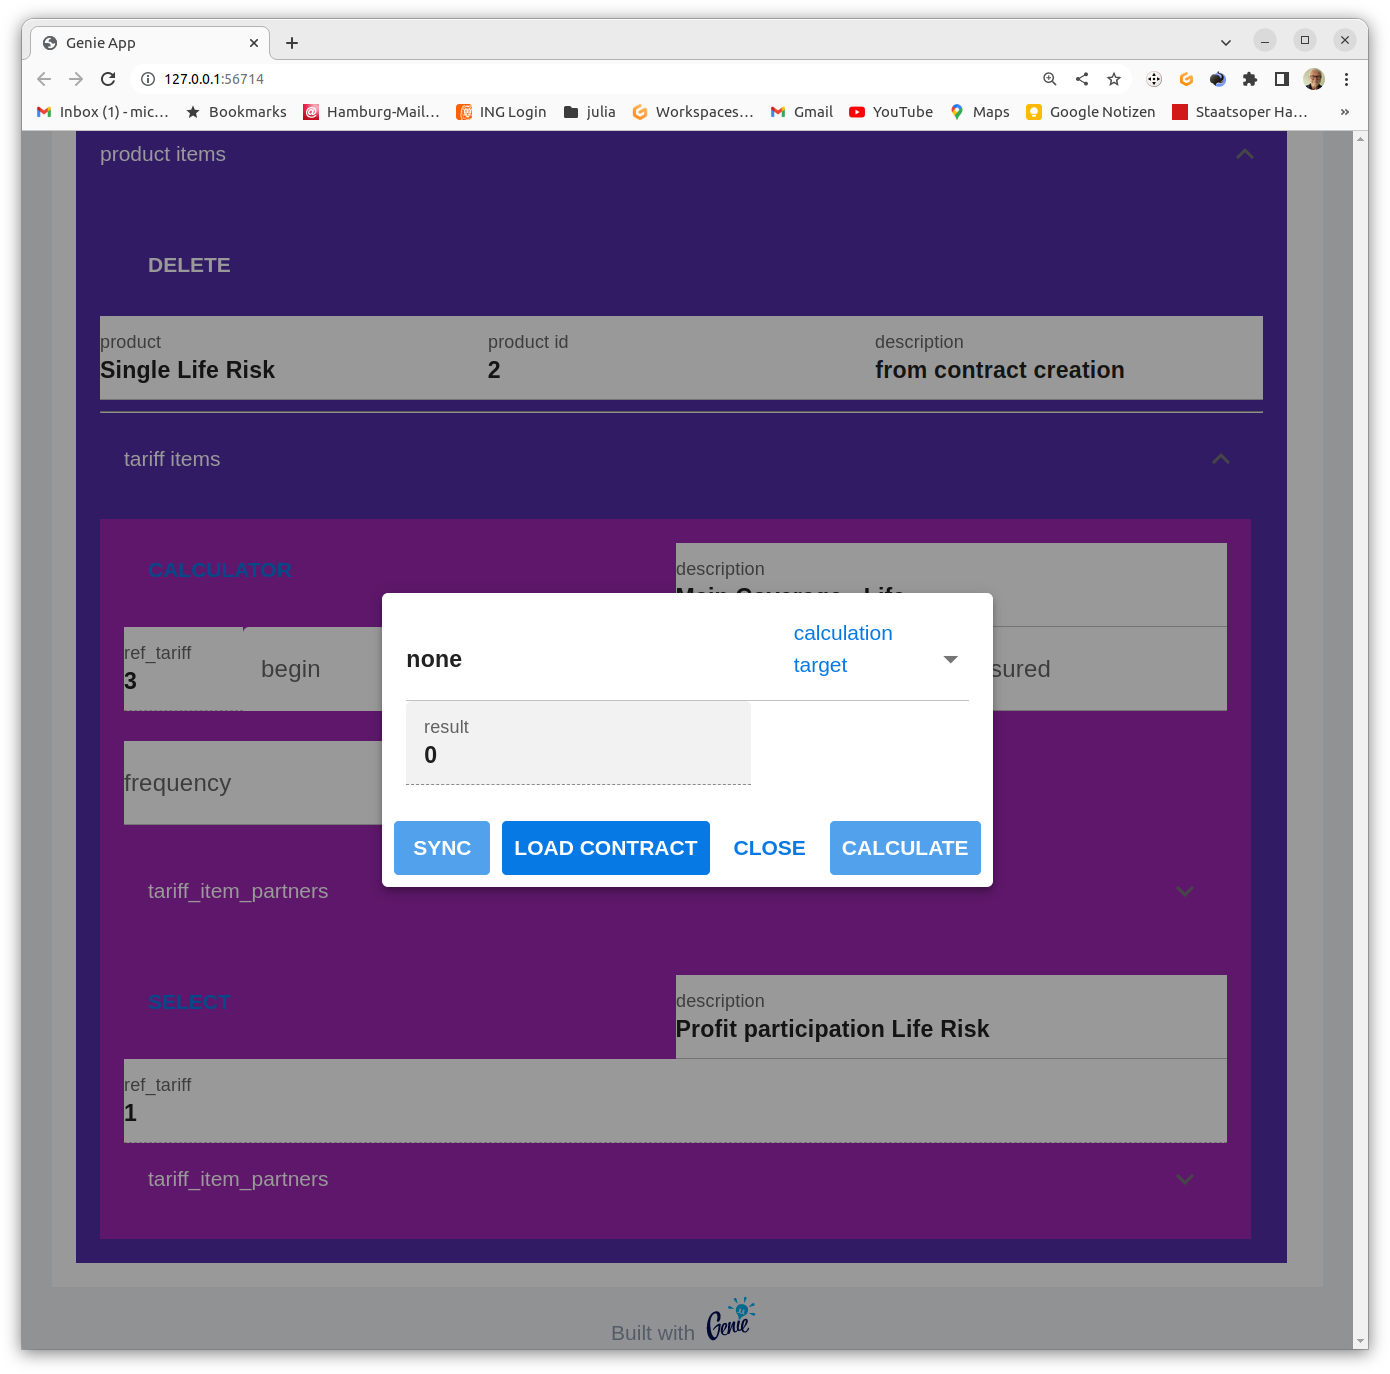 Genie App
127.0.0.1:56714
Inbox (1) - mic... Bookmarks Hamburg-Mail... ING Login julia Workspaces... Gmail YouTube Maps Google Notizen Staatsoper Ha... »
product items
DELETE
product product id description
Single Life Risk 2 from contract creation
tariff items
CALCULATOR
description
Main Coverage - Life
ref_tariff
3
begin
sured
frequency
none
calculation
target
result
0
SYNC LOAD CONTRACT CLOSE CALCULATE
tariff_item_partners
SELECT
description
Profit participation Life Risk
ref_tariff
1
tariff_item_partners
Built with Genie